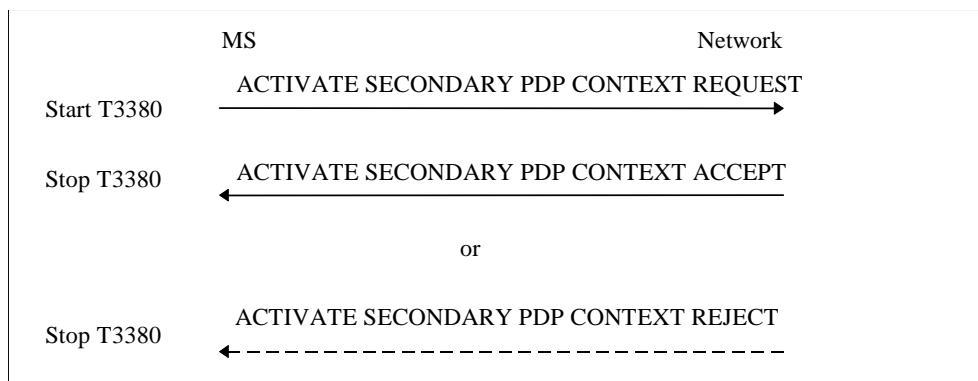 MS Network
ACTIVATE SECONDARY PDP CONTEXT REQUEST
Start T3380
ACTIVATE SECONDARY PDP CONTEXT ACCEPT
Stop T3380
or
ACTIVATE SECONDARY PDP CONTEXT REJECT
Stop T3380